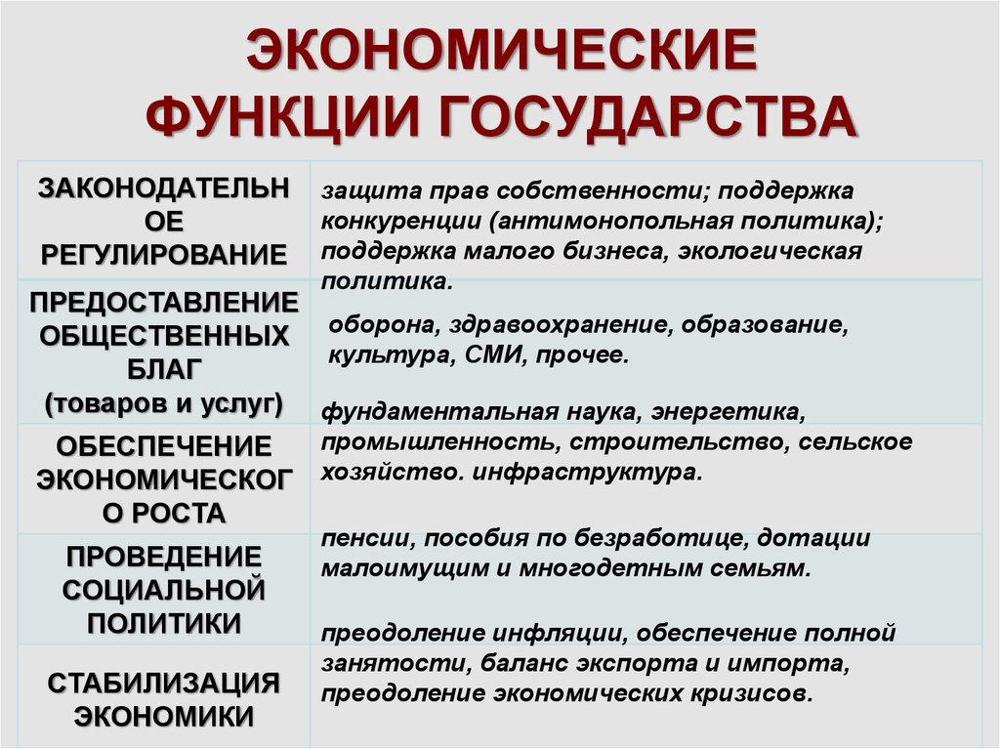 ЭКОНОМИЧЕСКИЕ
ФУНКЦИИ ГОСУДАРСТВА
ЗАКОНОДАТЕЛЬН
ОЕ
РЕГУЛИРОВАНИЕ
защита прав собственности; поддержка
конкуренции (антимонопольная политика);
поддержка малого бизнеса, экологическая
политика.
ПРЕДОСТАВЛЕНИЕ
ОБЩЕСТВЕННЫХ
БЛАГ
(товаров и услуг)
оборона, здравоохранение, образование,
культура, СМИ, прочее.
ОБЕСПЕЧЕНИЕ
ЭКОНОМИЧЕСКОГ
О РОСТА
фундаментальная наука, энергетика,
промышленность, строительство, сельское
хозяйство. инфраструктура.
ПРОВЕДЕНИЕ
СОЦИАЛЬНОЙ
ПОЛИТИКИ
пенсии, пособия по безработице, дотации
малоимущим и многодетным семьям.
СТАБИЛИЗАЦИЯ
ЭКОНОМИКИ
преодоление инфляции, обеспечение полной
занятости, баланс экспорта и импорта,
преодоление экономических кризисов.